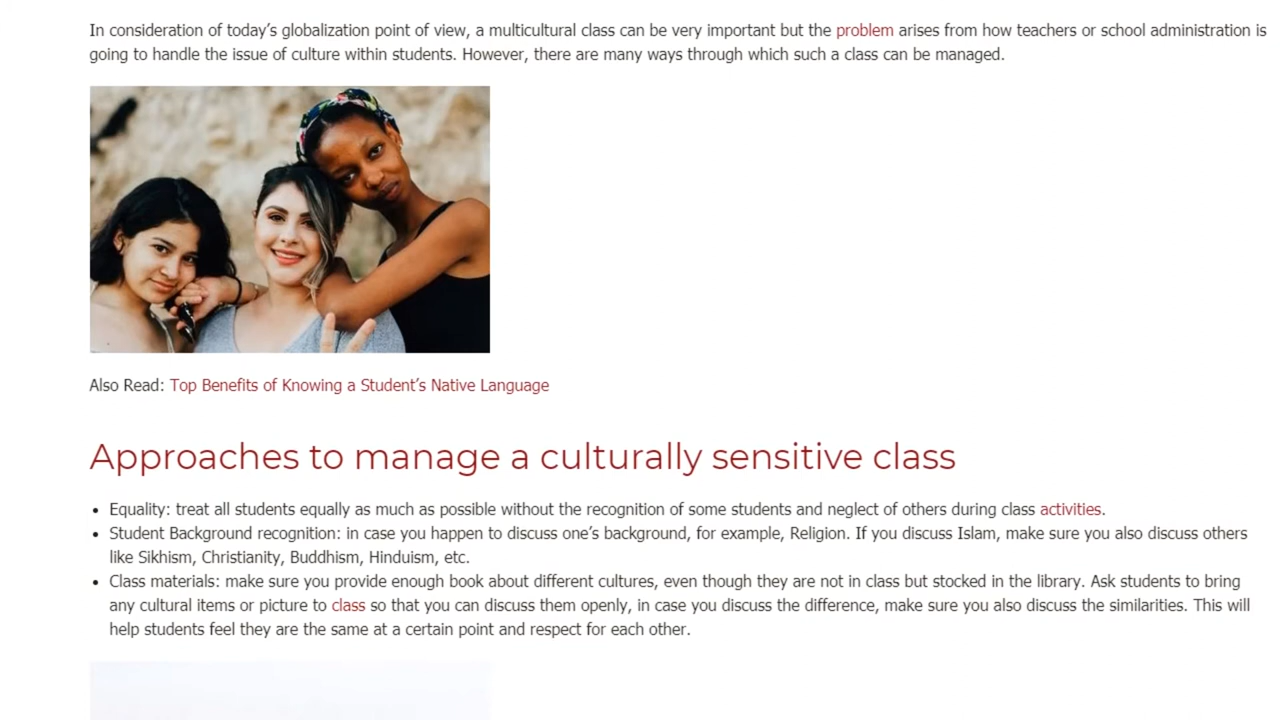 In consideration of today’s globalization point of view, a multicultural class can be very important but the problem arises from how teachers or school administration is
going to handle the issue of culture within students. However, there are many ways through which such a class can be managed.
Also Read: Top Benefits of Knowing a Student’s Native Language
Approaches to manage a culturally sensitive class
• Equality: treat all students equally as much as possible without the recognition of some students and neglect of others during class activities.
• Student Background recognition: in case you happen to discuss one’s background, for example, Religion. If you discuss Islam, make sure you also discuss others
like Sikhism, Christianity, Buddhism, Hinduism, etc.
• Class materials: make sure you provide enough book about different cultures, even though they are not in class but stocked in the library. Ask students to bring
any cultural items or picture to class so that you can discuss them openly, in case you discuss the difference, make sure you also discuss the similarities. This will
help students feel they are the same at a certain point and respect for each other.